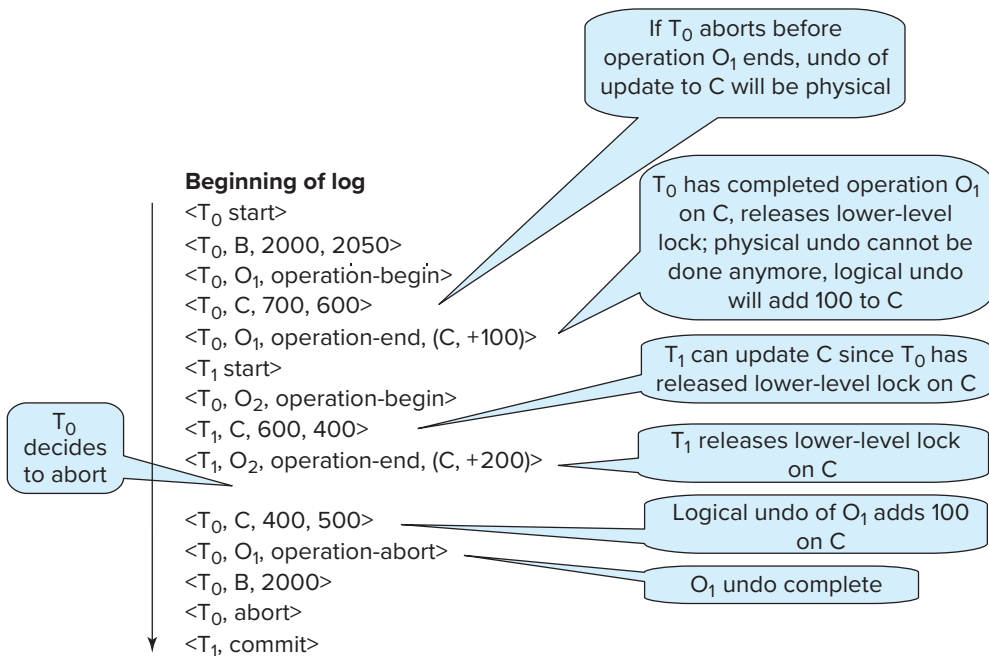 If T₀ aborts before
operation O₁ ends, undo of
update to C will be physical
Beginning of log
<T₀ start>
<T₀, B, 2000, 2050>
<T₀, O₁, operation-begin>
<T₀, C, 700, 600>
<T₀, O₁, operation-end, (C, +100)>
<T₁ start>
<T₀, O₂, operation-begin>
<T₁, C, 600, 400>
<T₁, O₂, operation-end, (C, +200)>
<T₀, C, 400, 500>
<T₀, O₁, operation-abort>
<T₀, B, 2000>
<T₀, abort>
<T₁, commit>
T₀ has completed operation O₁
on C, releases lower-level
lock; physical undo cannot be
done anymore, logical undo
will add 100 to C
T₁ can update C since T₀ has
released lower-level lock on C
T₁ releases lower-level lock
on C
T₀
decides
to abort
Logical undo of O₁ adds 100
on C
O₁ undo complete